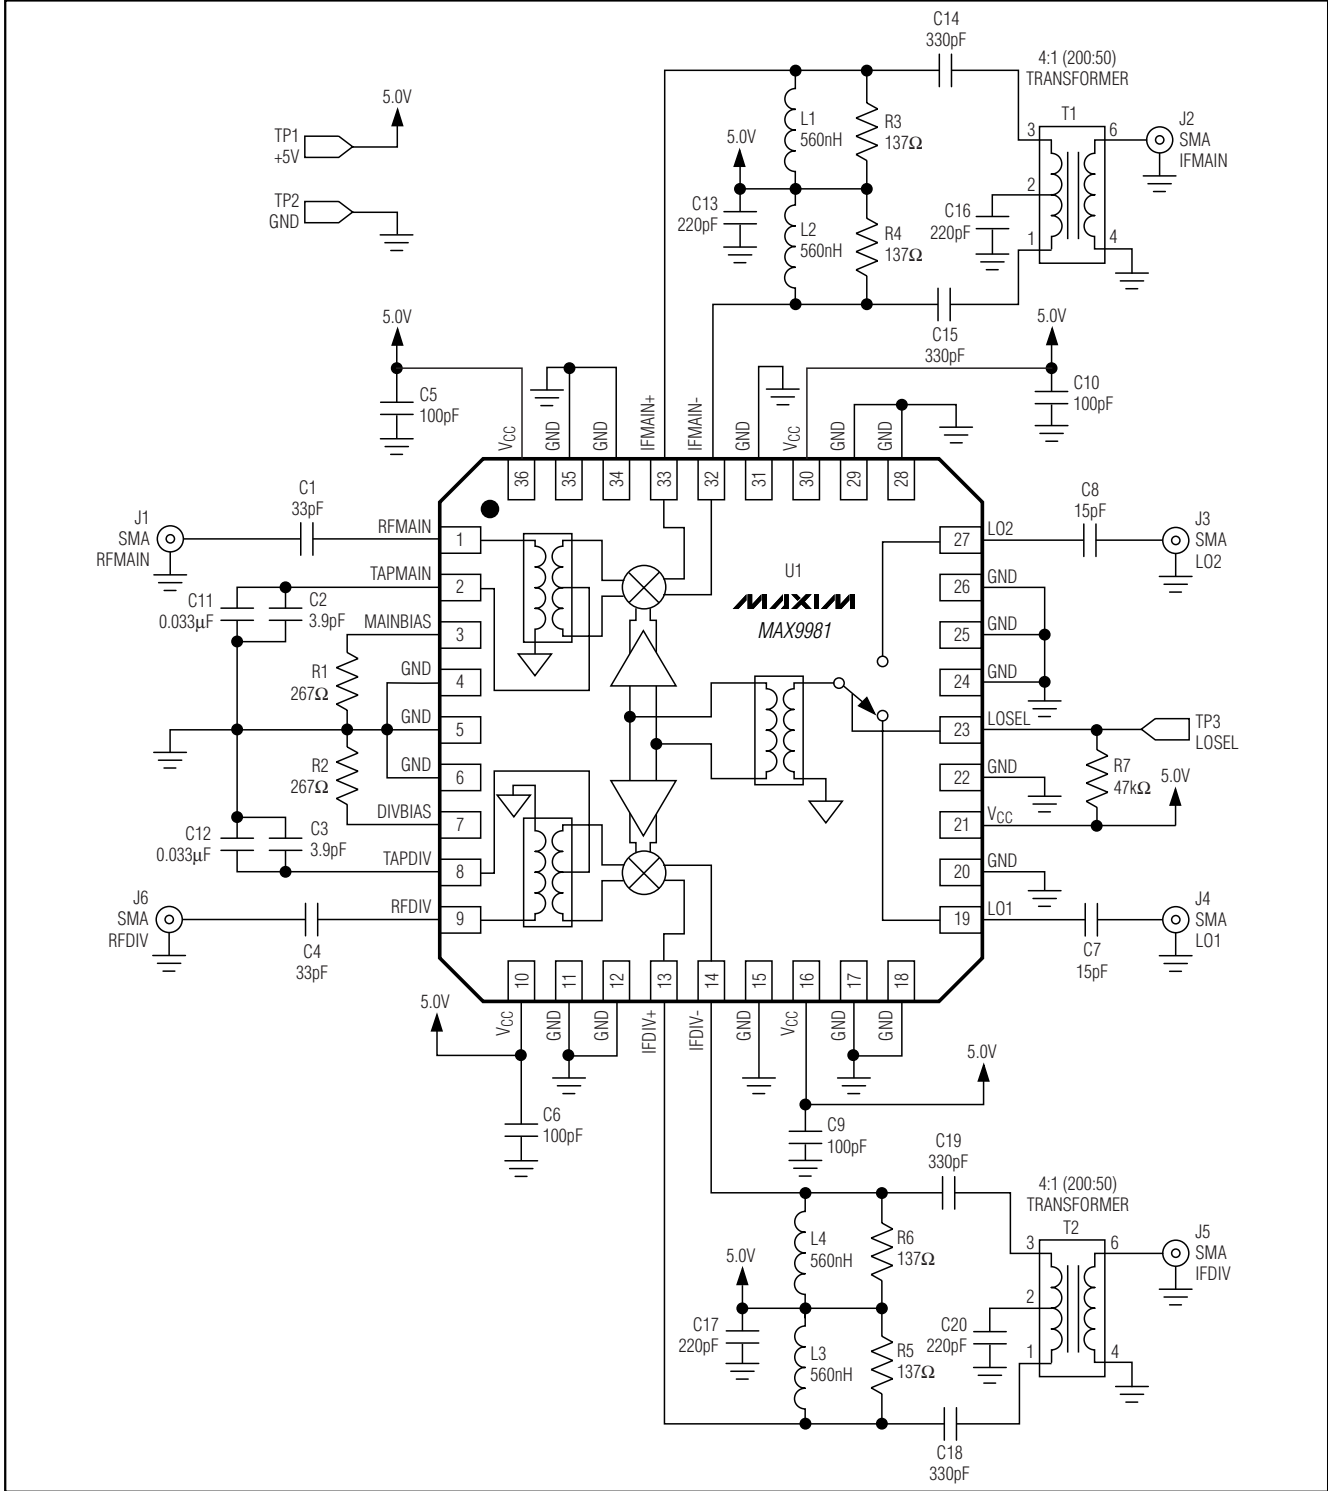 C14
330pF
4:1 (200:50)
TRANSFORMER
5.0V
TP1
+5V
L1
560nH
R3
137Ω
T1
3
6
J2
SMA
IFMAIN
5.0V
TP2
GND
C13
220pF
2
C16
220pF
L2
560nH
R4
137Ω
1
4
5.0V
C15
330pF
5.0V
C5
100pF
C10
100pF
VCC
GND
GND
IFMAIN+
IFMAIN-
GND
VCC
GND
GND
36
35
34
33
32
31
30
29
28
C1
33pF
J1
SMA
RFMAIN
RFMAIN
1
27
LO2
C8
15pF
J3
SMA
LO2
TAPMAIN
2
U1
MAXIM
MAX9981
26
GND
C11
0.033µF
C2
3.9pF
MAINBIAS
3
25
GND
R1
267Ω
GND
4
24
GND
GND
5
23
LOSEL
TP3
LOSEL
R2
267Ω
GND
6
22
GND
R7
47kΩ
5.0V
DIVBIAS
7
21
VCC
C12
0.033µF
C3
3.9pF
TAPDIV
8
20
GND
J6
SMA
RFDIV
RFDIV
9
19
LO1
J4
SMA
LO1
C4
33pF
C7
15pF
10
11
12
13
14
15
16
17
18
VCC
GND
GND
IFDIV+
IFDIV-
GND
VCC
GND
GND
5.0V
5.0V
C6
100pF
C9
100pF
C19
330pF
4:1 (200:50)
TRANSFORMER
T2
L4
560nH
R6
137Ω
3
6
J5
SMA
IFDIV
5.0V
2
C17
220pF
C20
220pF
L3
560nH
R5
137Ω
1
4
C18
330pF